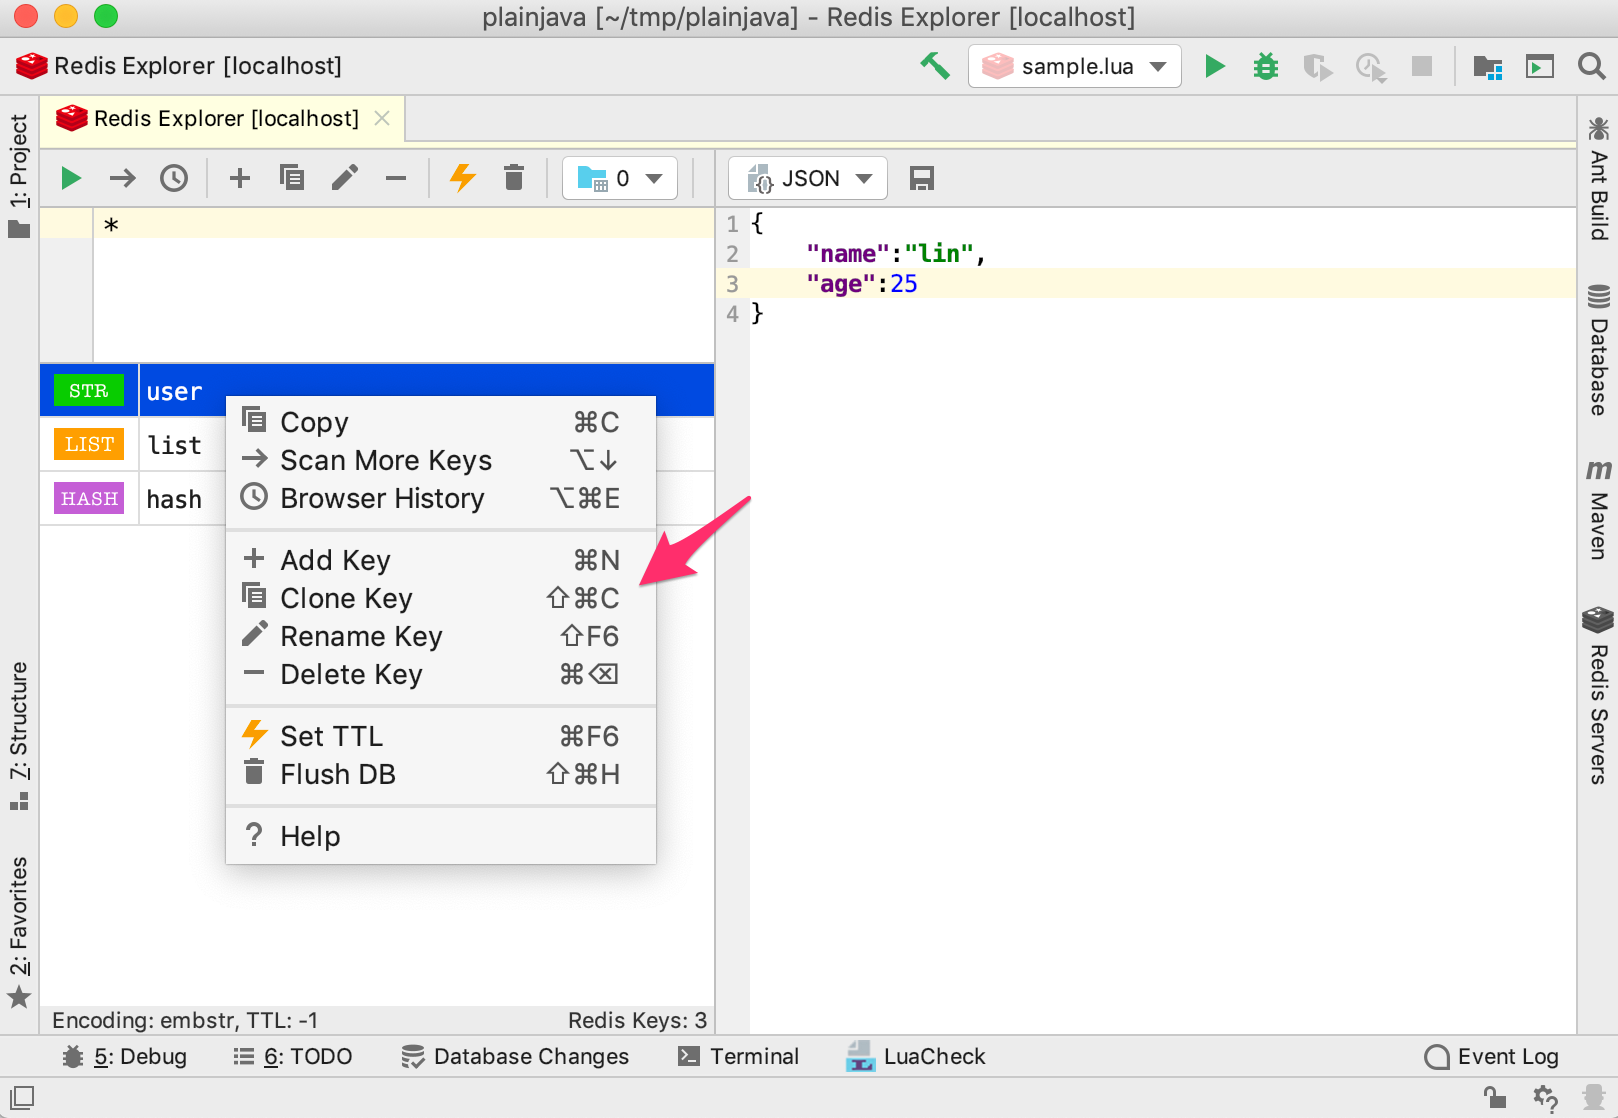 plainjava [~/tmp/plainjava] - Redis Explorer [localhost]
Redis Explorer [localhost]
sample.lua
Redis Explorer [localhost]
0
JSON
*
1 {
2 "name":"lin",
3 "age":25
4 }
STR user
LIST list
HASH hash
Copy ⌘C
Scan More Keys ⌥↓
Browser History ⌥⌘E
Add Key ⌘N
Clone Key ⇧⌘C
Rename Key ⇧F6
Delete Key ⌘⌫
Set TTL ⌘F6
Flush DB ⇧⌘H
? Help
Encoding: embstr, TTL: -1
Redis Keys: 3
1: Project
7: Structure
2: Favorites
Ant Build
Database
m Maven
Redis Servers
5: Debug
6: TODO
Database Changes
Terminal
LuaCheck
Event Log